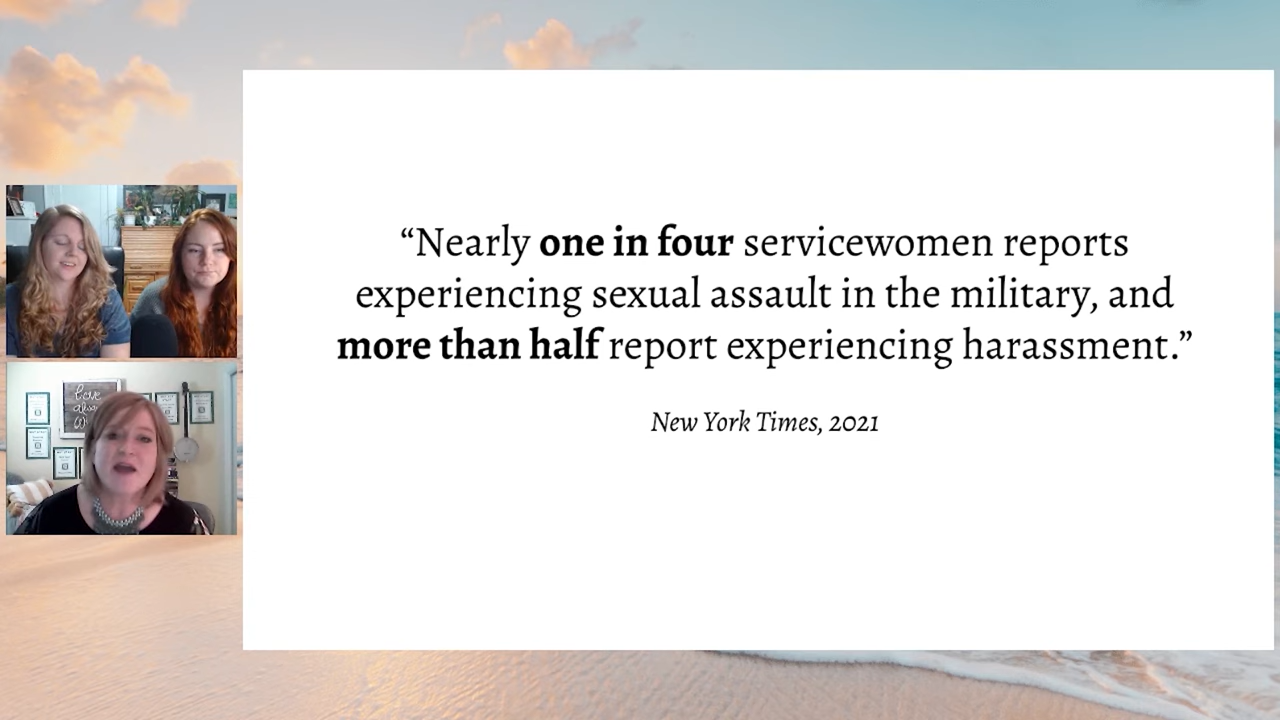 “Nearly one in four servicewomen reports
experiencing sexual assault in the military, and
more than half report experiencing harassment.”
New York Times, 2021
love